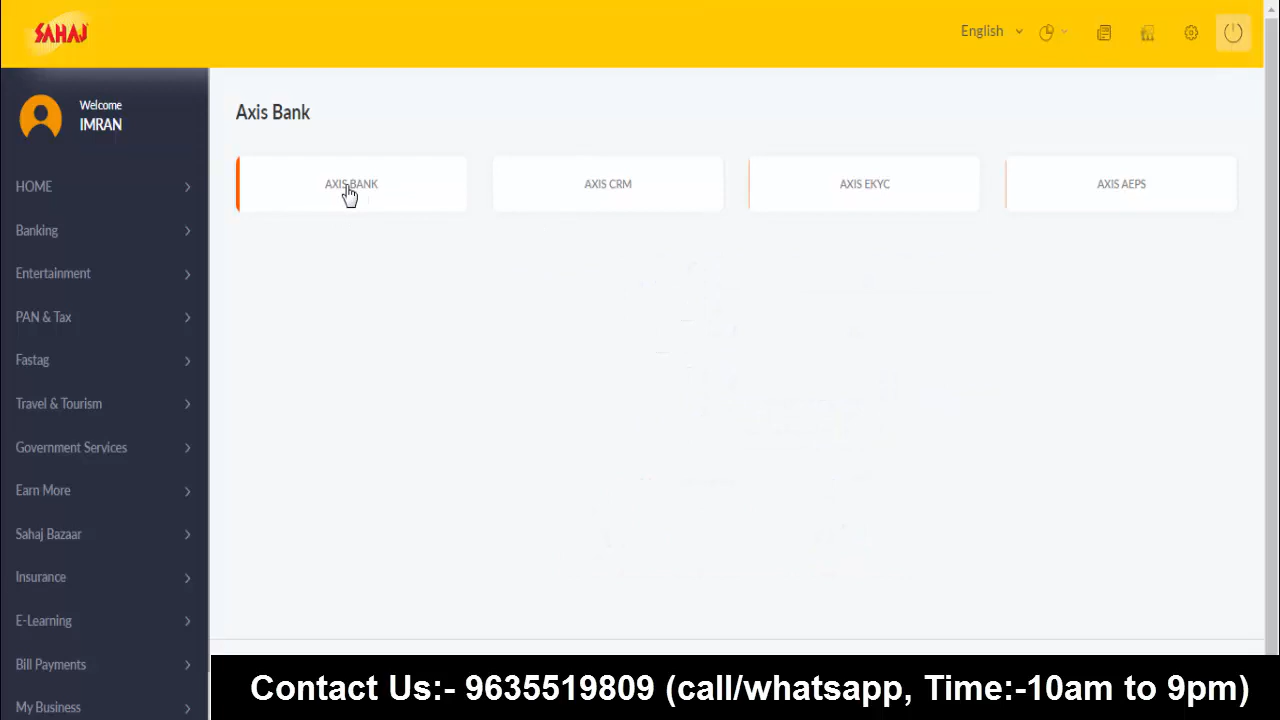 SAHAJ
English
Welcome
IMRAN
HOME
Banking
Entertainment
PAN & Tax
Fastag
Travel & Tourism
Government Services
Earn More
Sahaj Bazaar
Insurance
E-Learning
Bill Payments
My Business
Axis Bank
AXIS BANK
AXIS CRM
AXIS EKYC
AXIS AEPS
Contact Us:- 9635519809 (call/whatsapp, Time:-10am to 9pm)